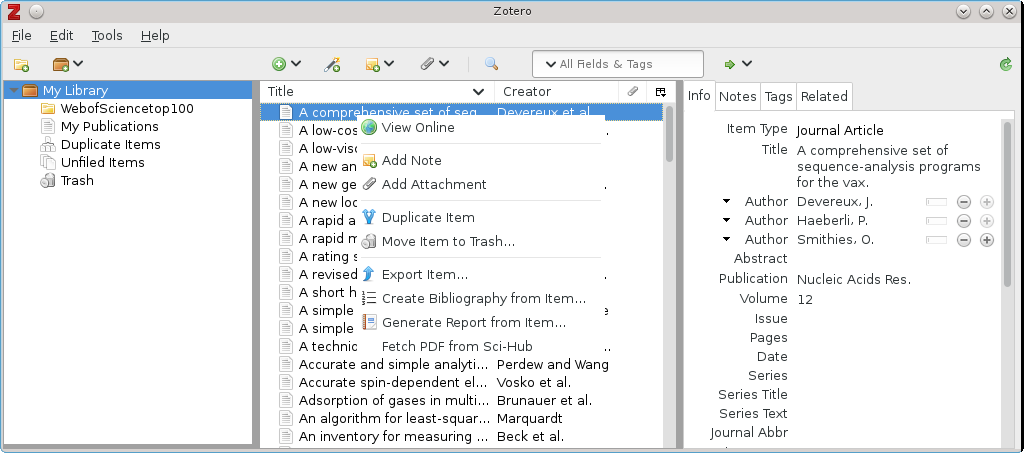 Zotero
File Edit Tools Help
All Fields & Tags
My Library
WebofSciencetop100
My Publications
Duplicate Items
Unfiled Items
Trash
Title Creator
A comprehensive set of seq... Devereux et al.
A low-cos
A low-visc
A new an
A new ge
A new loc
A rapid a
A rapid m
A rating s
A revised
A short h
A simple
A simple
A technic
Accurate and simple analyti... Perdew and Wang
Accurate spin-dependent el... Vosko et al.
Adsorption of gases in multi... Brunauer et al.
An algorithm for least-squar... Marquardt
An inventory for measuring ... Beck et al.
View Online
Add Note
Add Attachment
Duplicate Item
Move Item to Trash...
Export Item...
Create Bibliography from Item...
Generate Report from Item...
Fetch PDF from Sci-Hub
Info Notes Tags Related
Item Type Journal Article
Title A comprehensive set of
sequence-analysis programs
for the vax.
Author Devereux, J.
Author Haeberli, P.
Author Smithies, O.
Abstract
Publication Nucleic Acids Res.
Volume 12
Issue
Pages
Date
Series
Series Title
Series Text
Journal Abbr